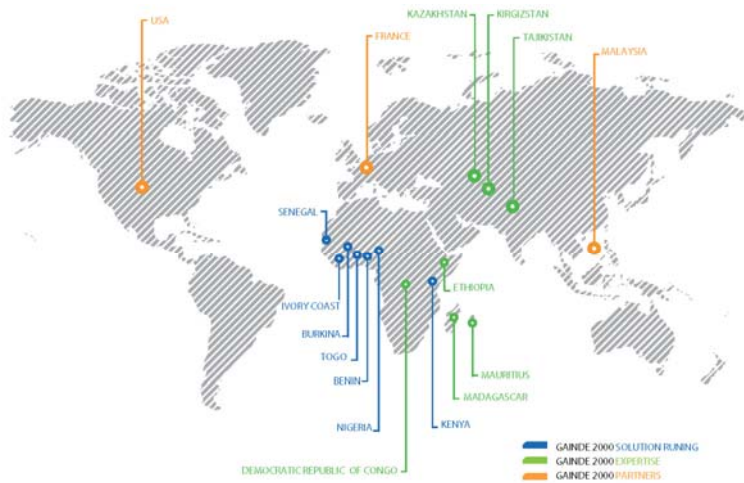 USA
KAZAKHSTAN
KIRGIZSTAN
FRANCE
TAJIKISTAN
MALAYSIA
SENEGAL
IVORY COAST
ETHIOPIA
BURKINA
TOGO
MAURITIUS
BENIN
MADAGASCAR
NIGERIA
KENYA
DEMOCRATIC REPUBLIC OF CONGO
GAINDE 2000 SOLUTION RUNING
GAINDE 2000 EXPERTISE
GAINDE 2000 PARTNERS